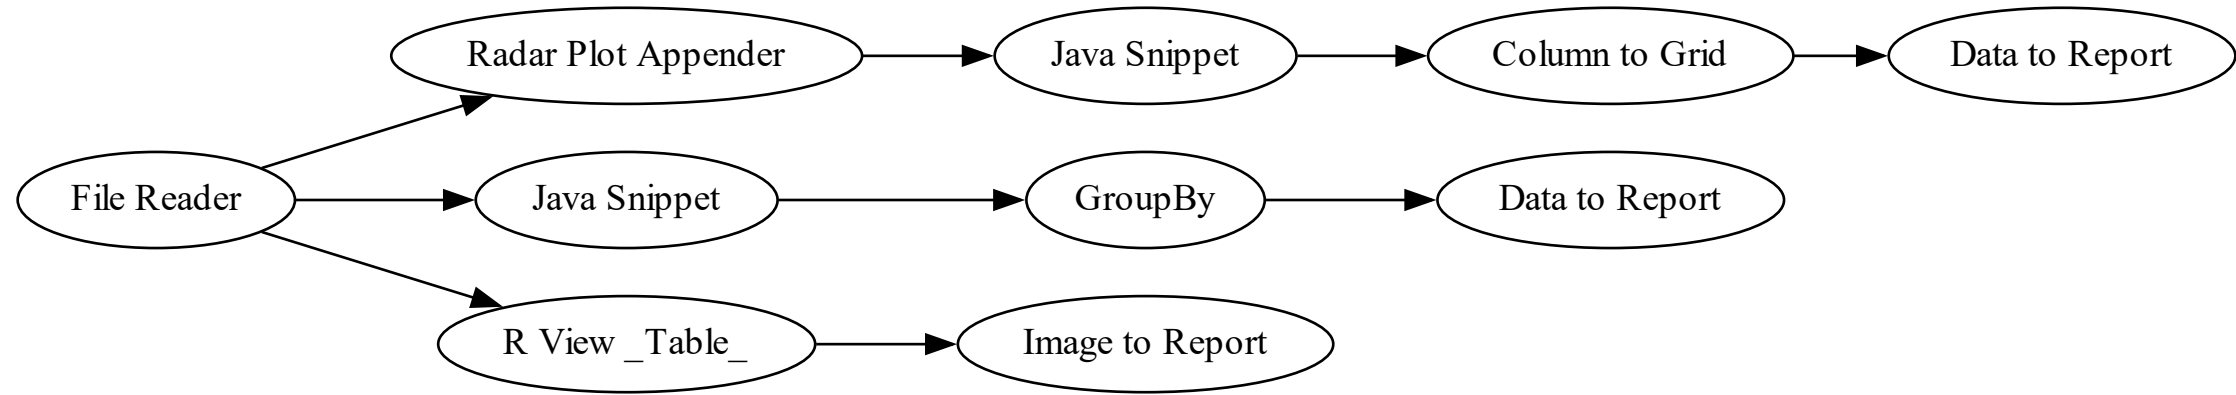 Radar Plot Appender
Java Snippet
Column to Grid
Data to Report
File Reader
Java Snippet
GroupBy
Data to Report
R View _Table_
Image to Report